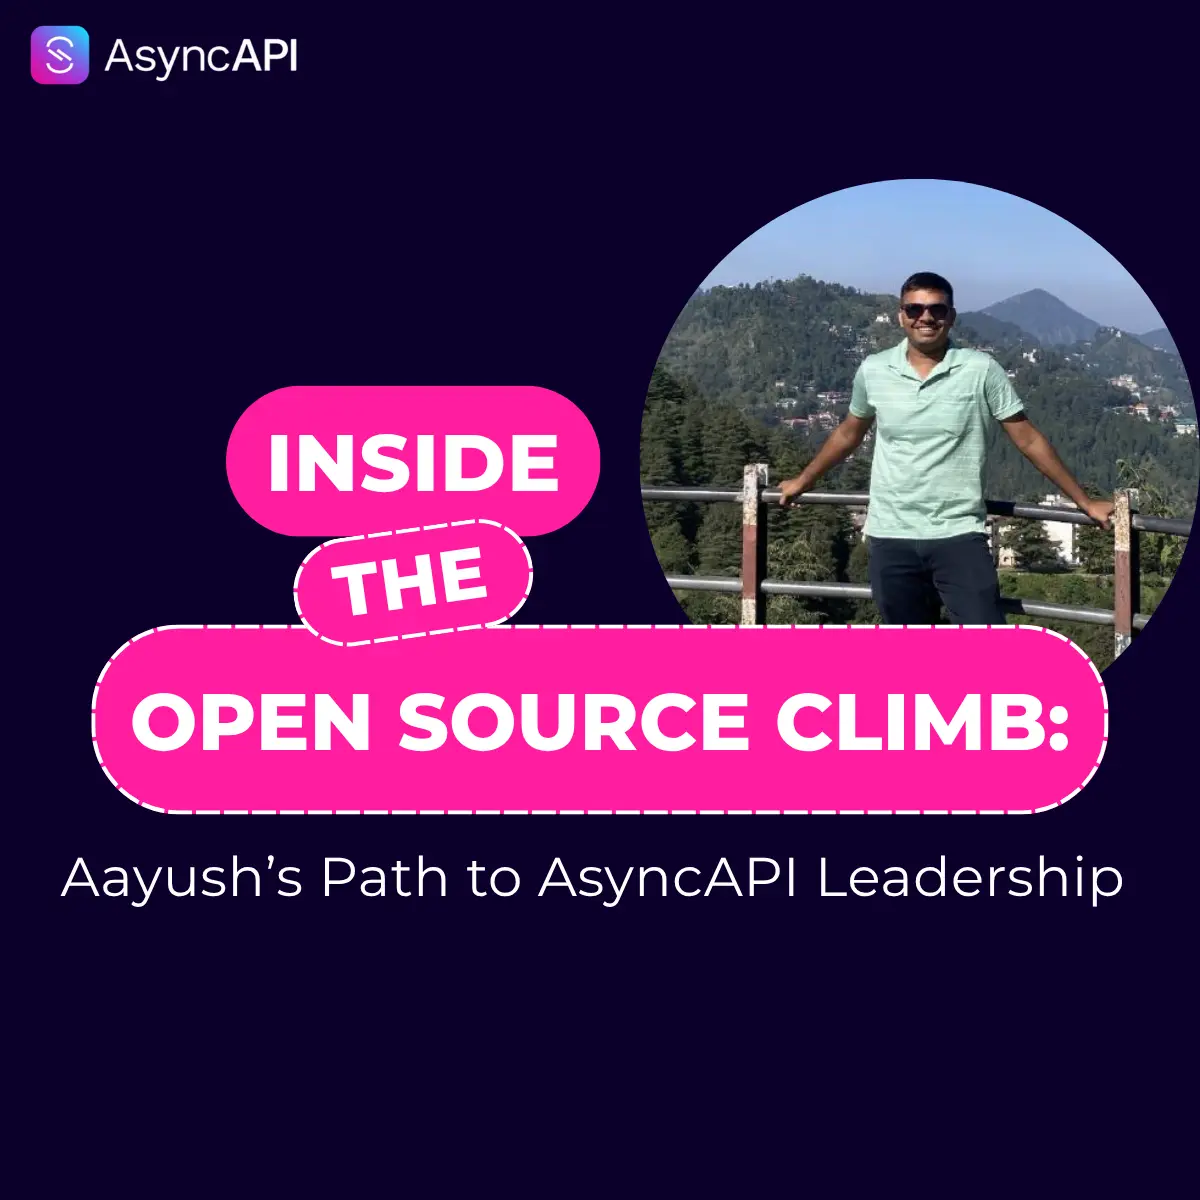 AsyncAPI
INSIDE
THE
OPEN SOURCE CLIMB:
Aayush’s Path to AsyncAPI Leadership